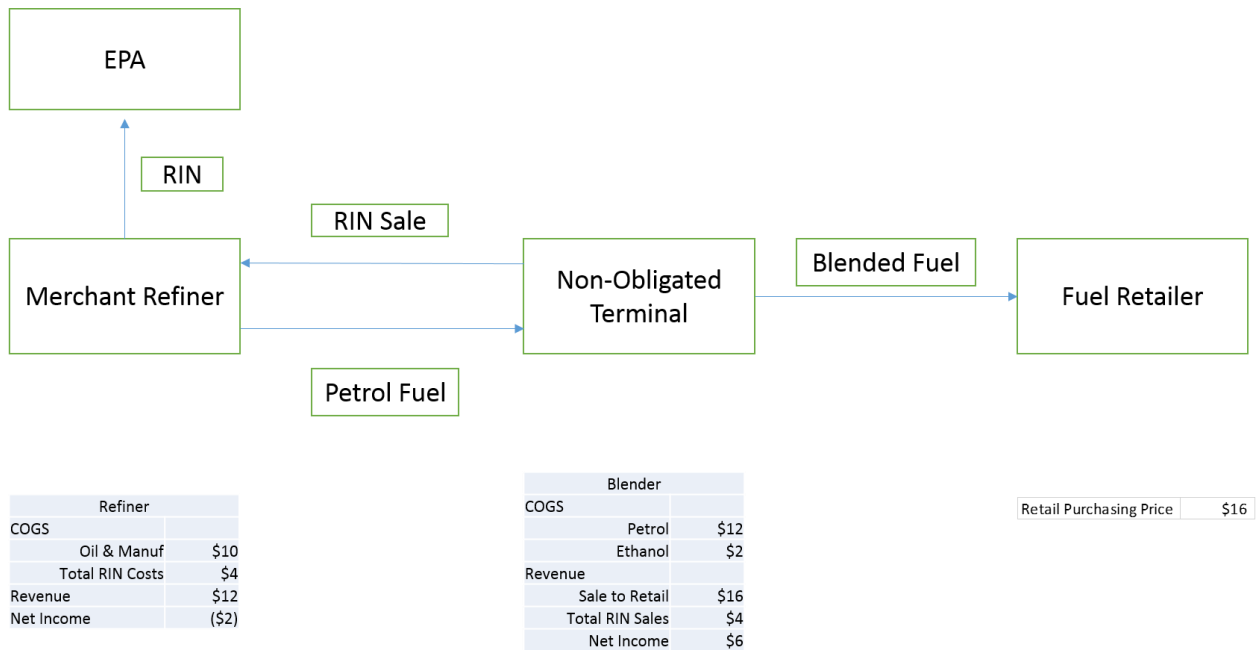 EPA
RIN
RIN Sale
Merchant Refiner
Non-Obligated
Terminal
Blended Fuel
Fuel Retailer
Petrol Fuel
Refiner
COGS
Oil & Manuf $10
Total RIN Costs $4
Revenue $12
Net Income ($2)
Blender
COGS
Petrol $12
Ethanol $2
Revenue
Sale to Retail $16
Total RIN Sales $4
Net Income $6
Retail Purchasing Price $16